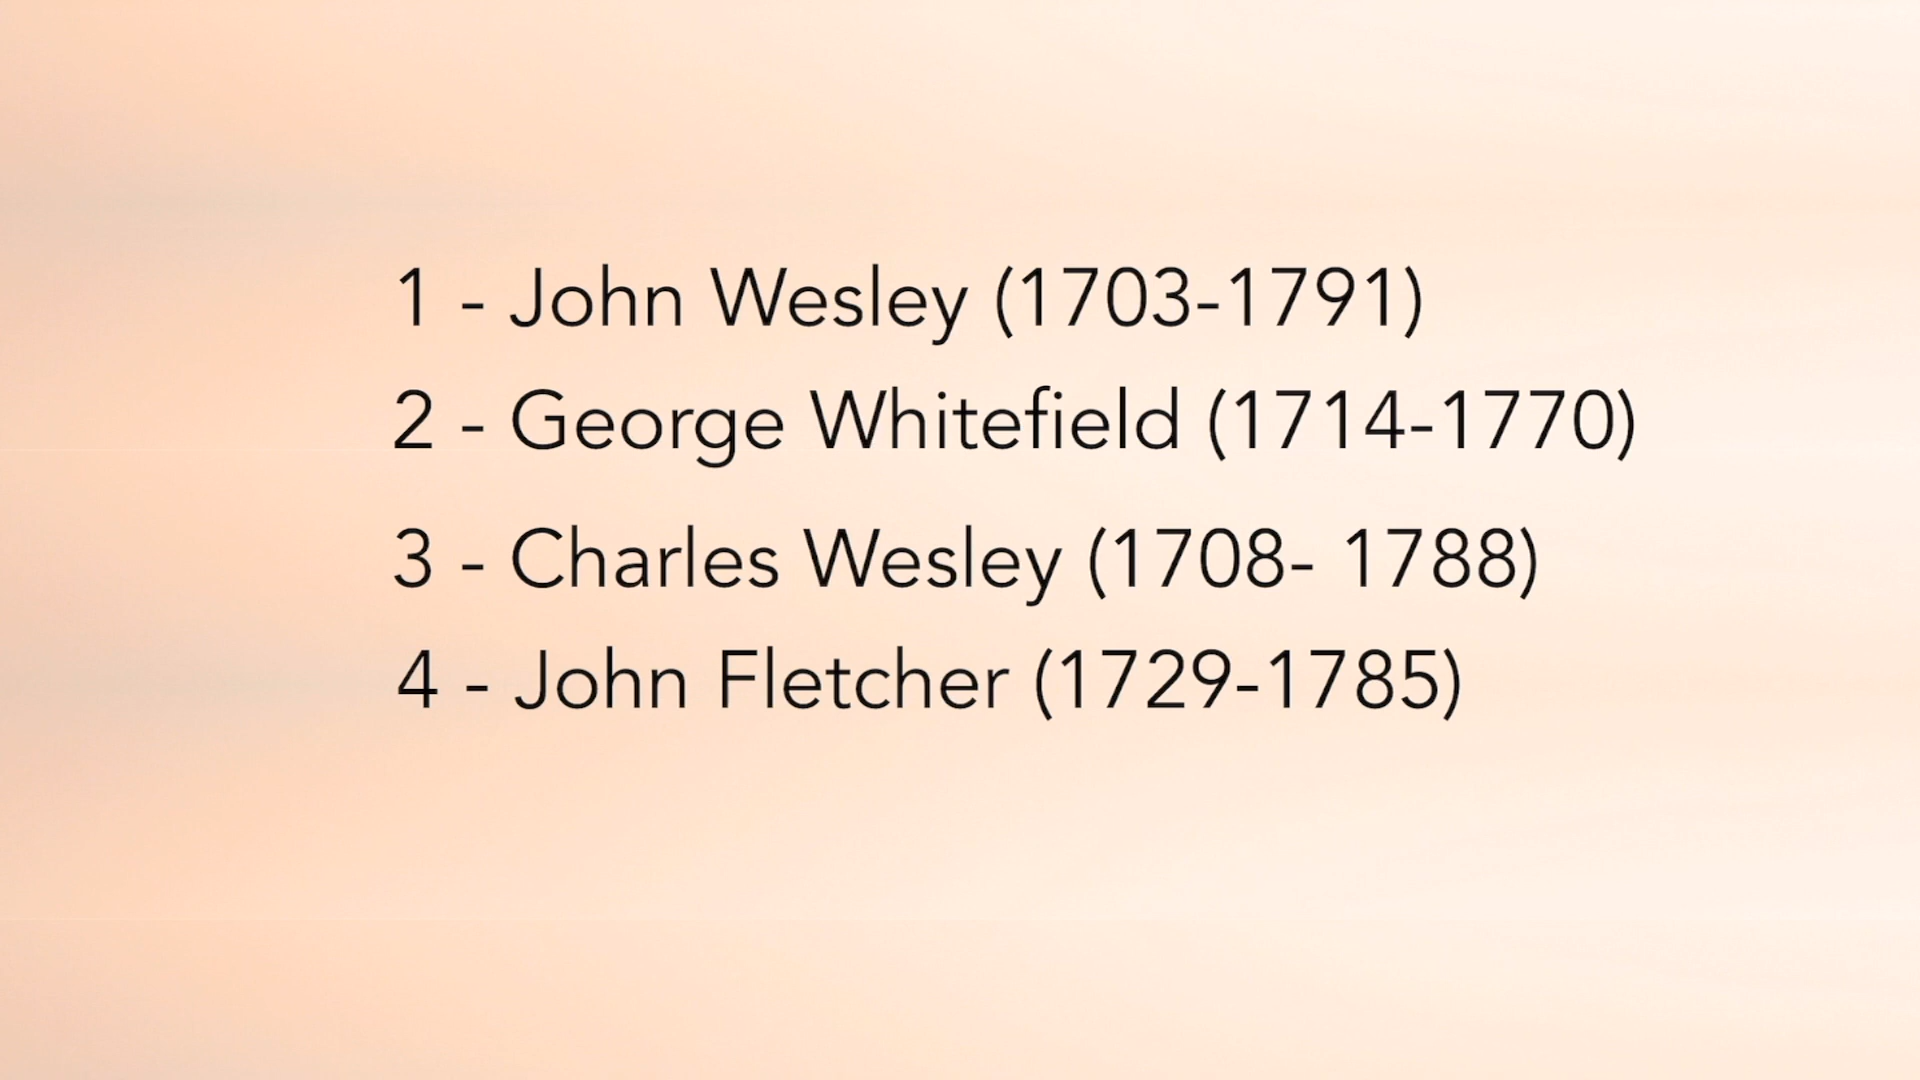 1 - John Wesley (1703-1791)
2 - George Whitefield (1714-1770)
3 - Charles Wesley (1708- 1788)
4 - John Fletcher (1729-1785)